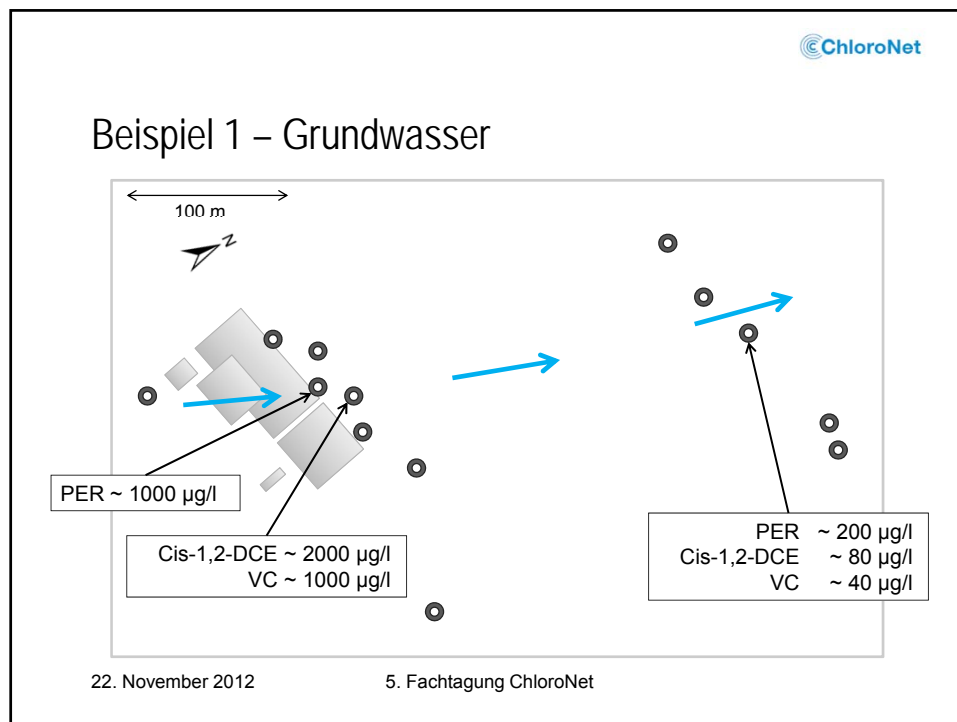 ChloroNet
Beispiel 1 – Grundwasser
100 m
N
PER ~ 1000 µg/l
Cis-1,2-DCE ~ 2000 µg/l
VC ~ 1000 µg/l
PER ~ 200 µg/l
Cis-1,2-DCE ~ 80 µg/l
VC ~ 40 µg/l
22. November 2012
5. Fachtagung ChloroNet